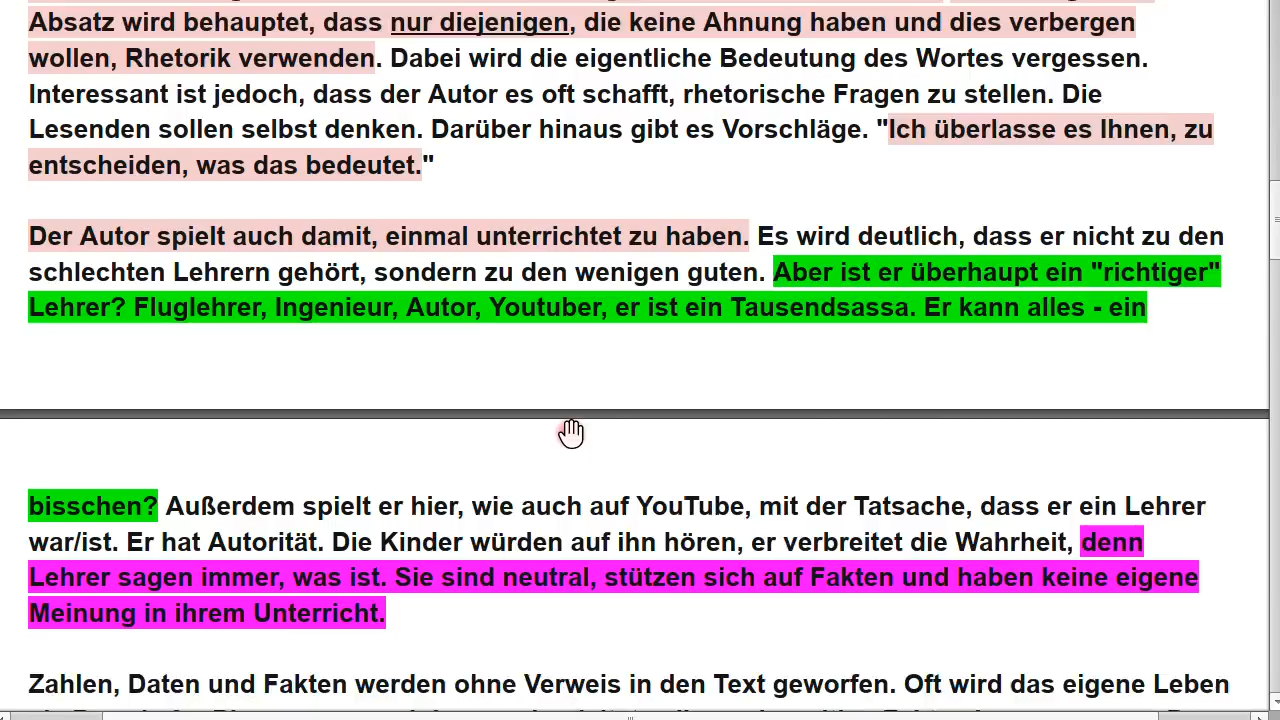 Absatz wird behauptet, dass nur diejenigen, die keine Ahnung haben und dies verbergen
wollen, Rhetorik verwenden. Dabei wird die eigentliche Bedeutung des Wortes vergessen.
Interessant ist jedoch, dass der Autor es oft schafft, rhetorische Fragen zu stellen. Die
Lesenden sollen selbst denken. Darüber hinaus gibt es Vorschläge. "Ich überlasse es Ihnen, zu
entscheiden, was das bedeutet."
Der Autor spielt auch damit, einmal unterrichtet zu haben. Es wird deutlich, dass er nicht zu den
schlechten Lehrern gehört, sondern zu den wenigen guten. Aber ist er überhaupt ein "richtiger"
Lehrer? Fluglehrer, Ingenieur, Autor, Youtuber, er ist ein Tausendsassa. Er kann alles - ein
bisschen? Außerdem spielt er hier, wie auch auf YouTube, mit der Tatsache, dass er ein Lehrer
war/ist. Er hat Autorität. Die Kinder würden auf ihn hören, er verbreitet die Wahrheit, denn
Lehrer sagen immer, was ist. Sie sind neutral, stützen sich auf Fakten und haben keine eigene
Meinung in ihrem Unterricht.
Zahlen, Daten und Fakten werden ohne Verweis in den Text geworfen. Oft wird das eigene Leben